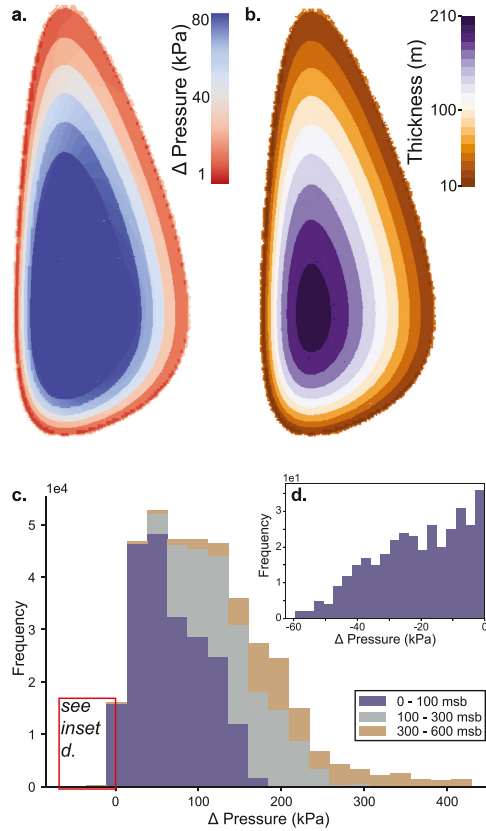 a.
80
40
1
Δ Pressure (kPa)
b.
210
100
10
Thickness (m)
c.
1e4
5
4
3
2
1
0
Frequency
see
inset
d.
0
100
200
300
400
Δ Pressure (kPa)
d.
1e1
3
2
1
0
Frequency
-60
-40
-20
0
Δ Pressure (kPa)
0 - 100 msb
100 - 300 msb
300 - 600 msb